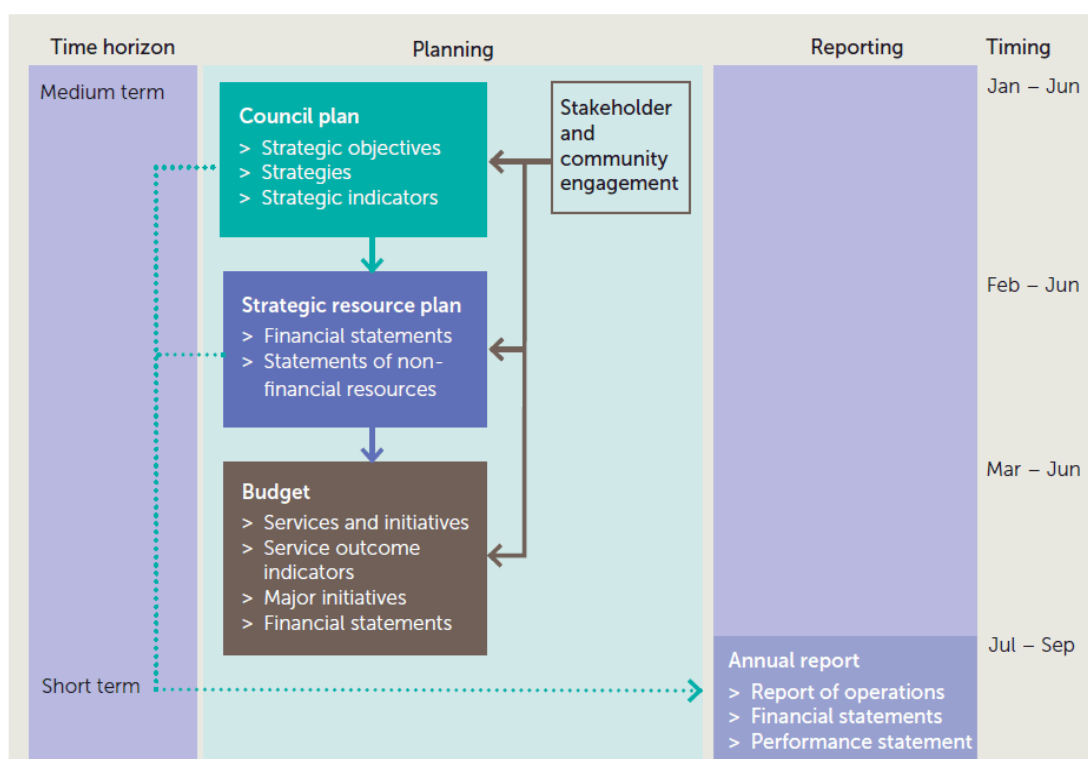 Time horizon
Planning
Reporting
Timing
Medium term
Jan – Jun
Council plan
> Strategic objectives
> Strategies
> Strategic indicators
Stakeholder
and
community
engagement
Feb – Jun
Strategic resource plan
> Financial statements
> Statements of non-
financial resources
Mar – Jun
Budget
> Services and initiatives
> Service outcome
indicators
> Major initiatives
> Financial statements
Jul – Sep
Short term
Annual report
> Report of operations
> Financial statements
> Performance statement